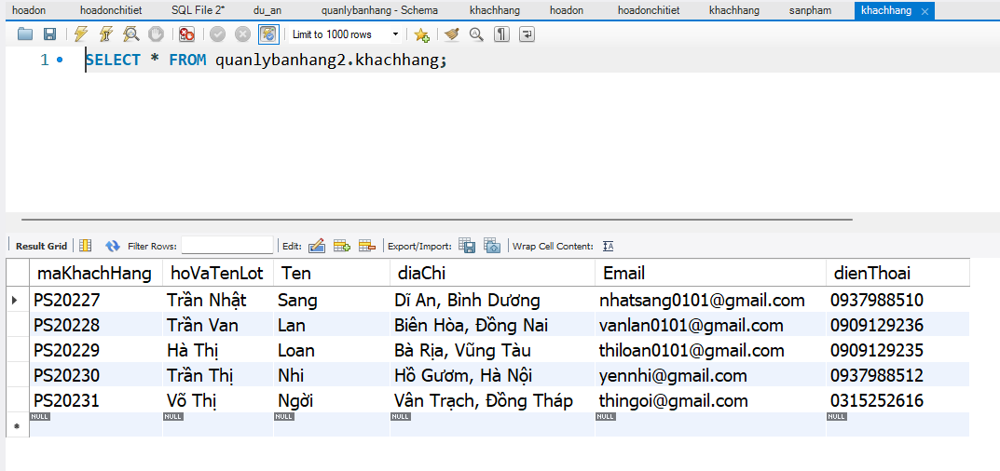 hoadon hoadonchitiet SQL File 2* du_an quanlybanhang - Schema khachhang hoadon hoadonchitiet khachhang sanpham khachhang
Limit to 1000 rows
1 SELECT * FROM quanlybanhang2.khachhang;
Result Grid Filter Rows: Edit: Export/Import: Wrap Cell Content:
maKhachHang hoVaTenLot Ten diaChi Email dienThoai
PS20227 Trần Nhật Sang Dĩ An, Bình Dương nhatsang0101@gmail.com 0937988510
PS20228 Trần Van Lan Biên Hòa, Đồng Nai vanlan0101@gmail.com 0909129236
PS20229 Hà Thị Loan Bà Rịa, Vũng Tàu thiloan0101@gmail.com 0909129235
PS20230 Trần Thị Nhi Hồ Gươm, Hà Nội yennhi@gmail.com 0937988512
PS20231 Võ Thị Ngời Vân Trạch, Đồng Tháp thingoi@gmail.com 0315252616
NULL NULL NULL NULL NULL NULL